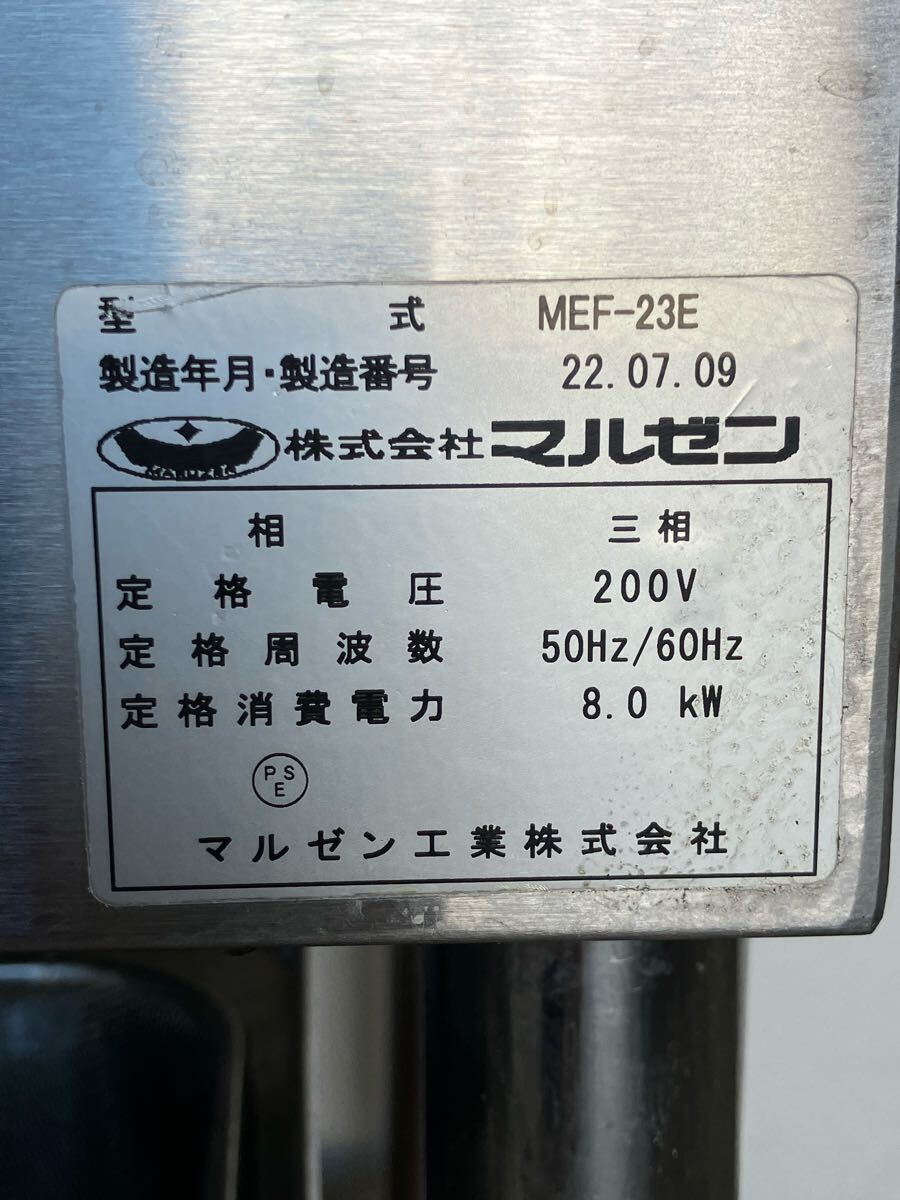 型式 MEF-23E
製造年月・製造番号 22.07.09
MARUZEN 株式会社マルゼン
相 三相
定格電圧 200V
定格周波数 50Hz/60Hz
定格消費電力 8.0 kW
PSE
マルゼン工業株式会社